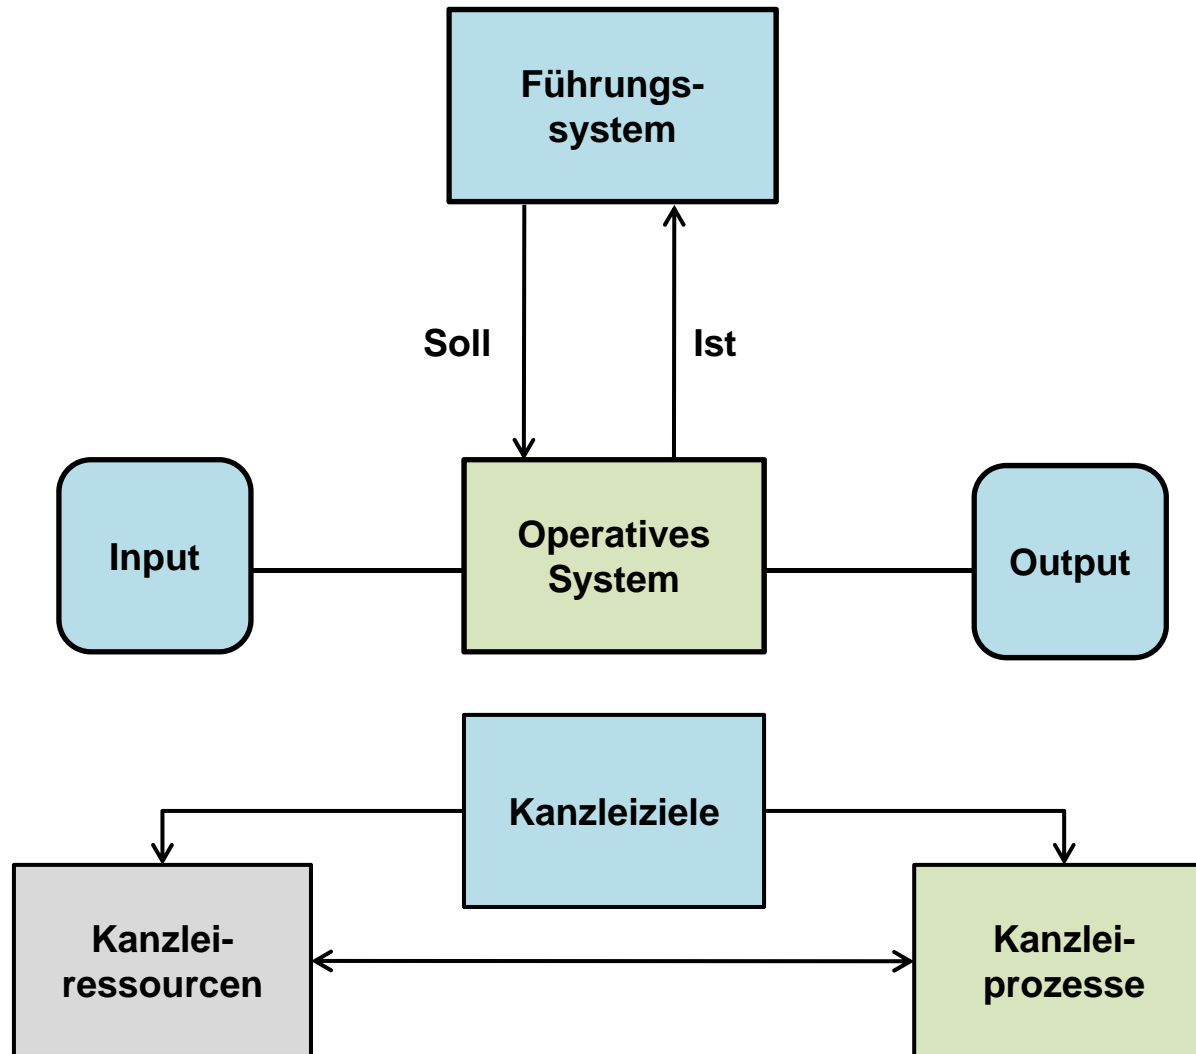 Führungs-
system
Soll
Ist
Input
Operatives
System
Output
Kanzleiziele
Kanzlei-
ressourcen
Kanzlei-
prozesse